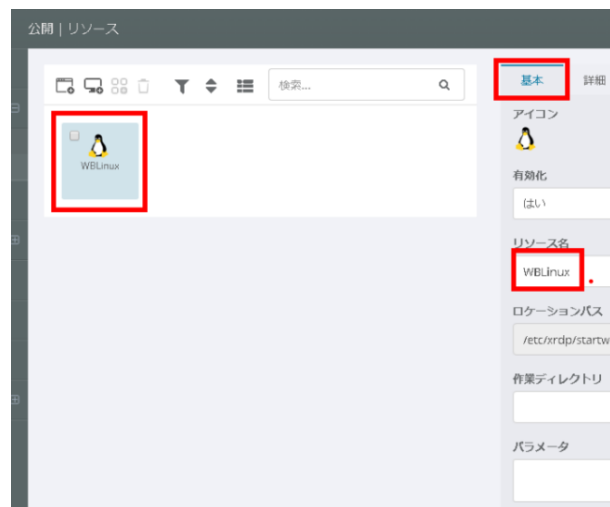 公開 | リソース
検索...
WBLinux
基本 詳細
アイコン
有効化
はい
リソース名
WBLinux
ロケーションパス
/etc/xrdp/startw
作業ディレクトリ
パラメータ